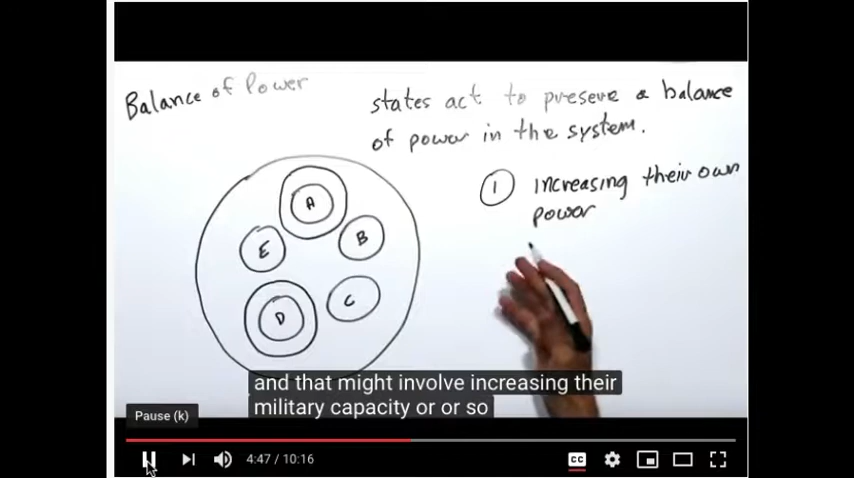 Balance of Power
states act to preseve a balance
of power in the system.
① increasing their own
power
A
E
B
C
D
and that might involve increasing their
military capacity or or so
Pause (k)
4:47 / 10:16
CC